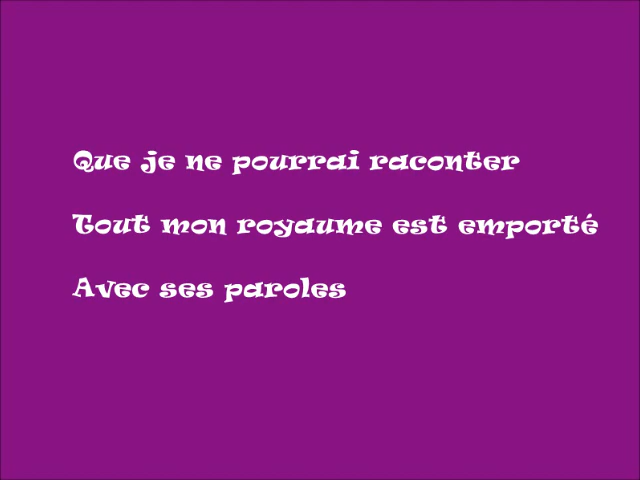 Que je ne pourrai raconter
Tout mon royaume est emporté
Avec ses paroles